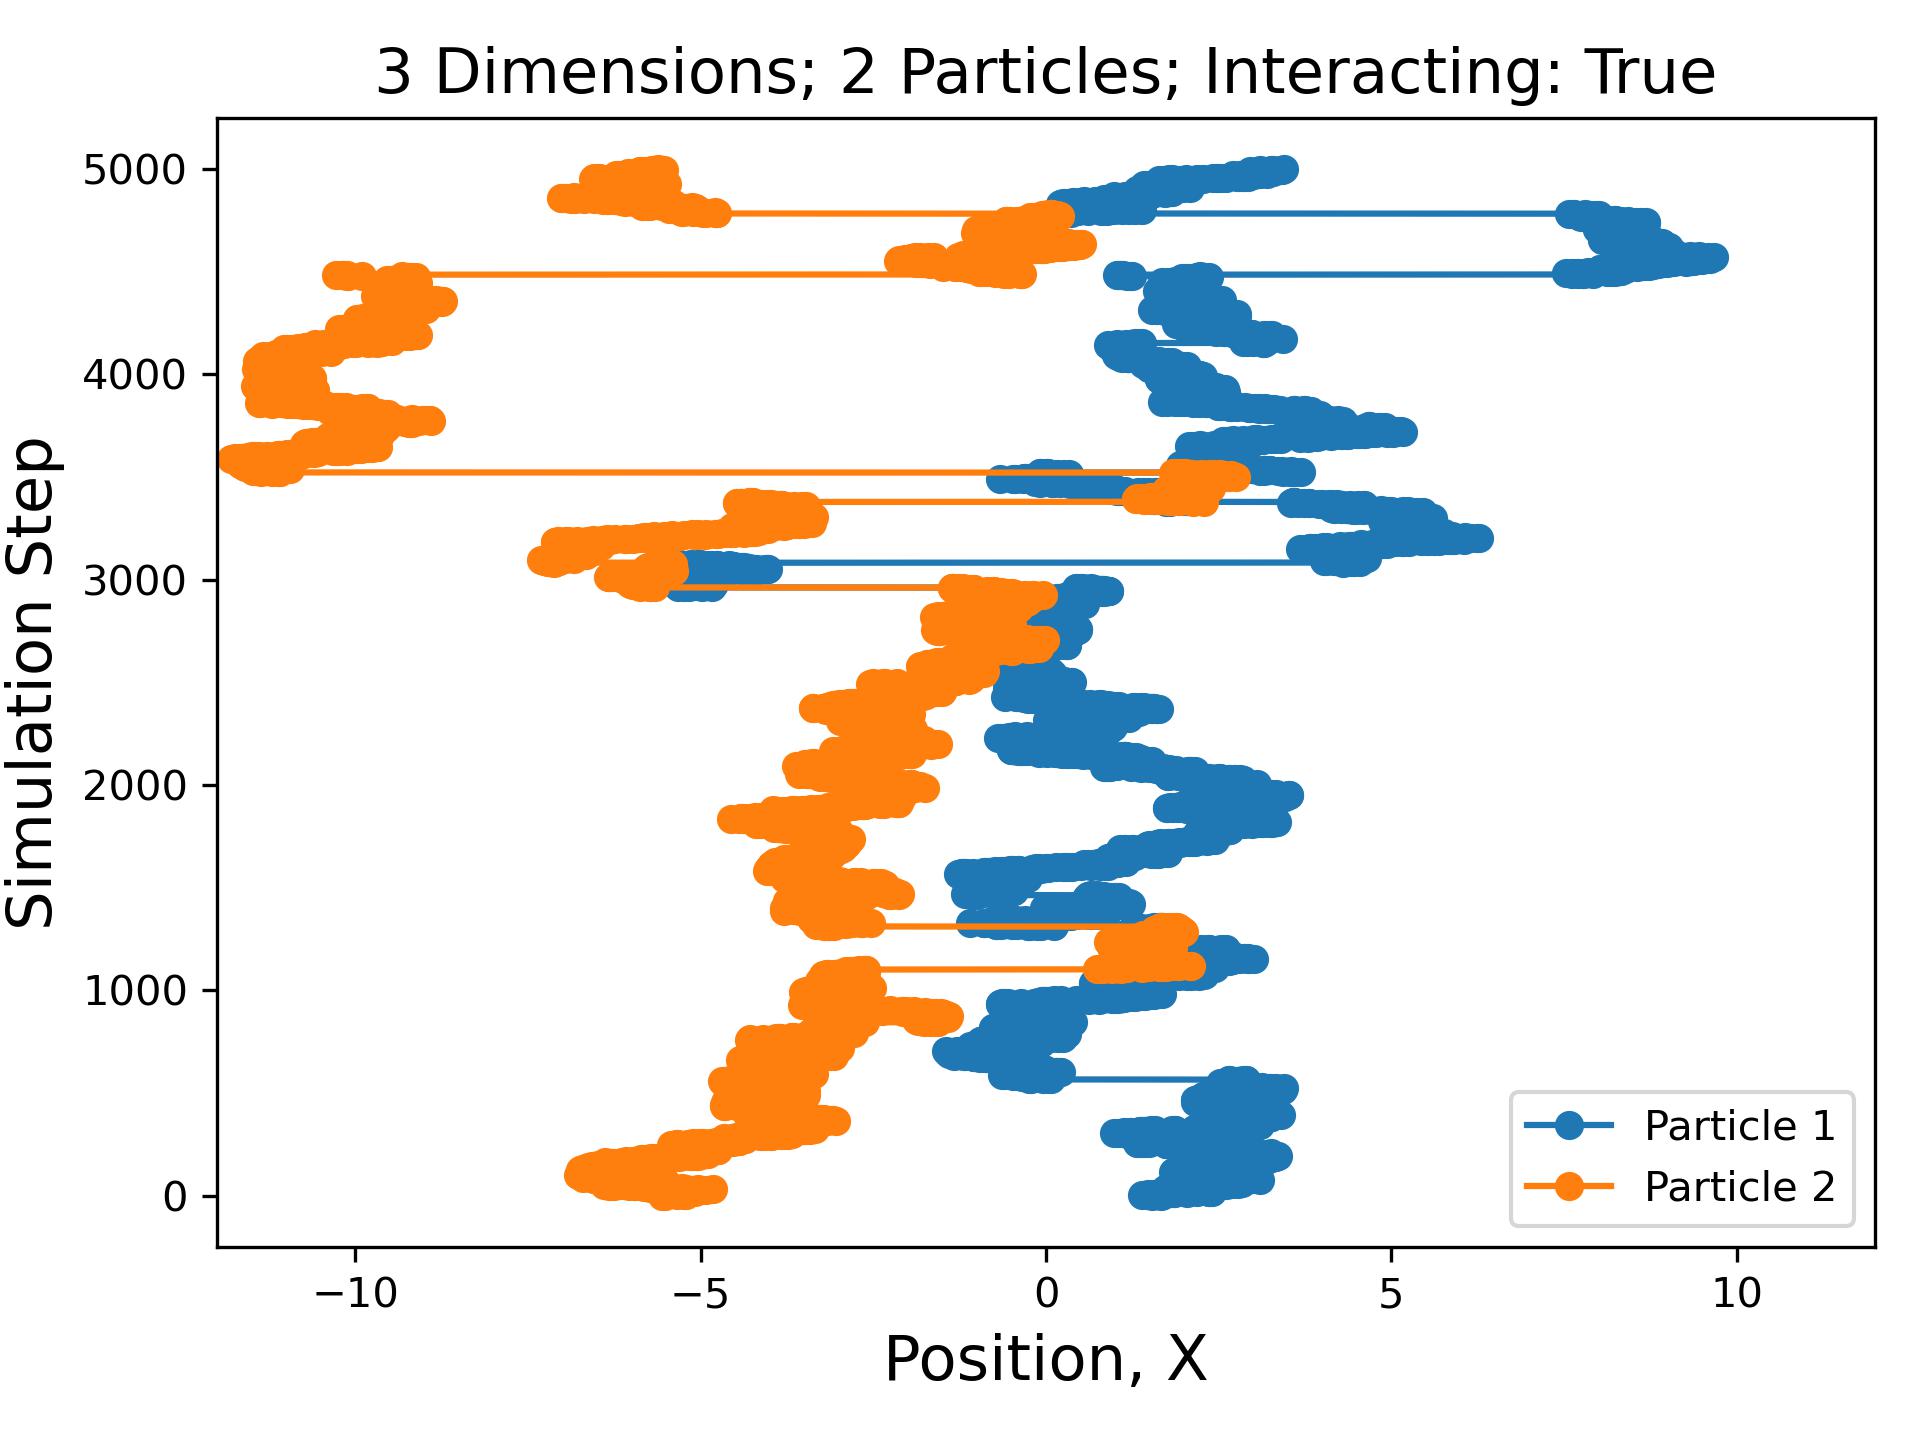 3 Dimensions; 2 Particles; Interacting: True
5000
4000
3000
2000
1000
0
Simulation Step
Particle 1
Particle 2
−10
−5
0
5
10
Position, X